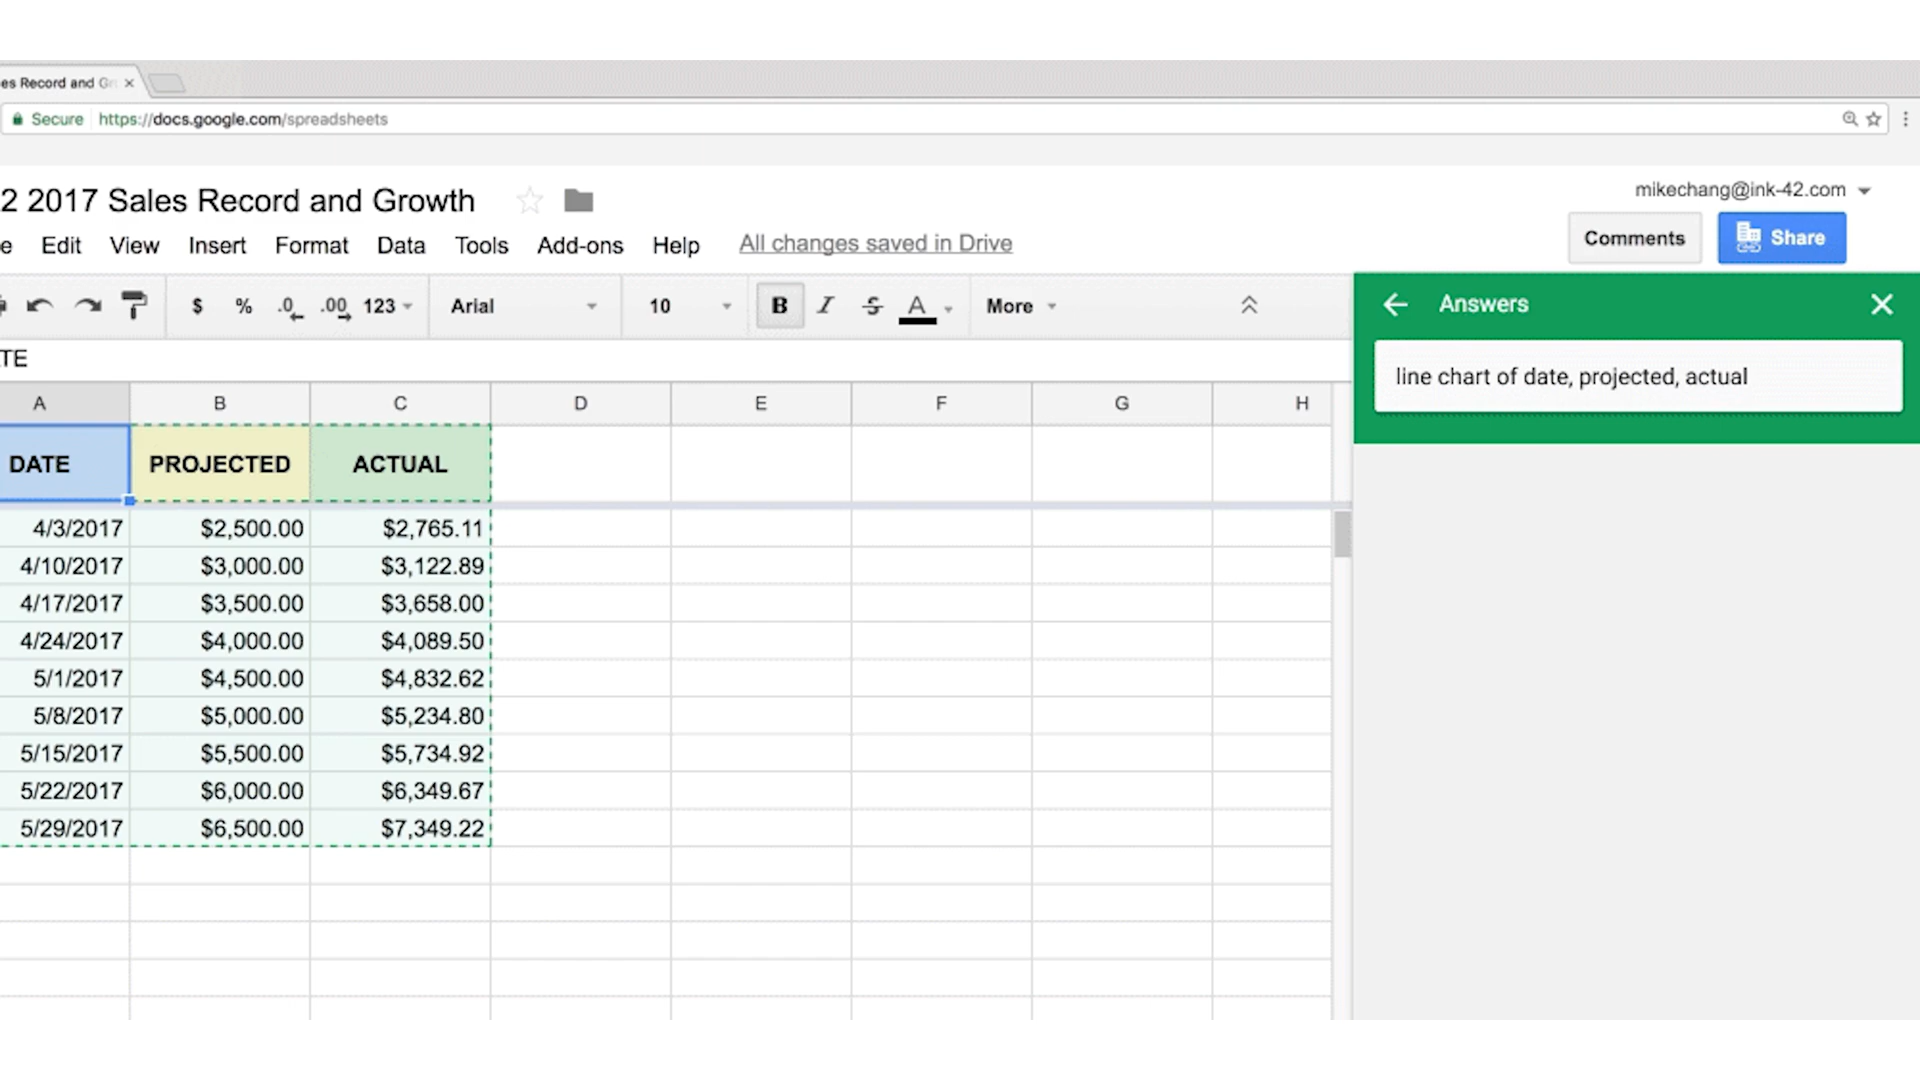 es Record and Gr
Secure https://docs.google.com/spreadsheets
2 2017 Sales Record and Growth
mikechang@ink-42.com
e Edit View Insert Format Data Tools Add-ons Help All changes saved in Drive
Comments Share
$ % .0 .00 123 Arial 10 B I S A More
Answers
TE
line chart of date, projected, actual
A B C D E F G H
DATE PROJECTED ACTUAL
4/3/2017 $2,500.00 $2,765.11
4/10/2017 $3,000.00 $3,122.89
4/17/2017 $3,500.00 $3,658.00
4/24/2017 $4,000.00 $4,089.50
5/1/2017 $4,500.00 $4,832.62
5/8/2017 $5,000.00 $5,234.80
5/15/2017 $5,500.00 $5,734.92
5/22/2017 $6,000.00 $6,349.67
5/29/2017 $6,500.00 $7,349.22